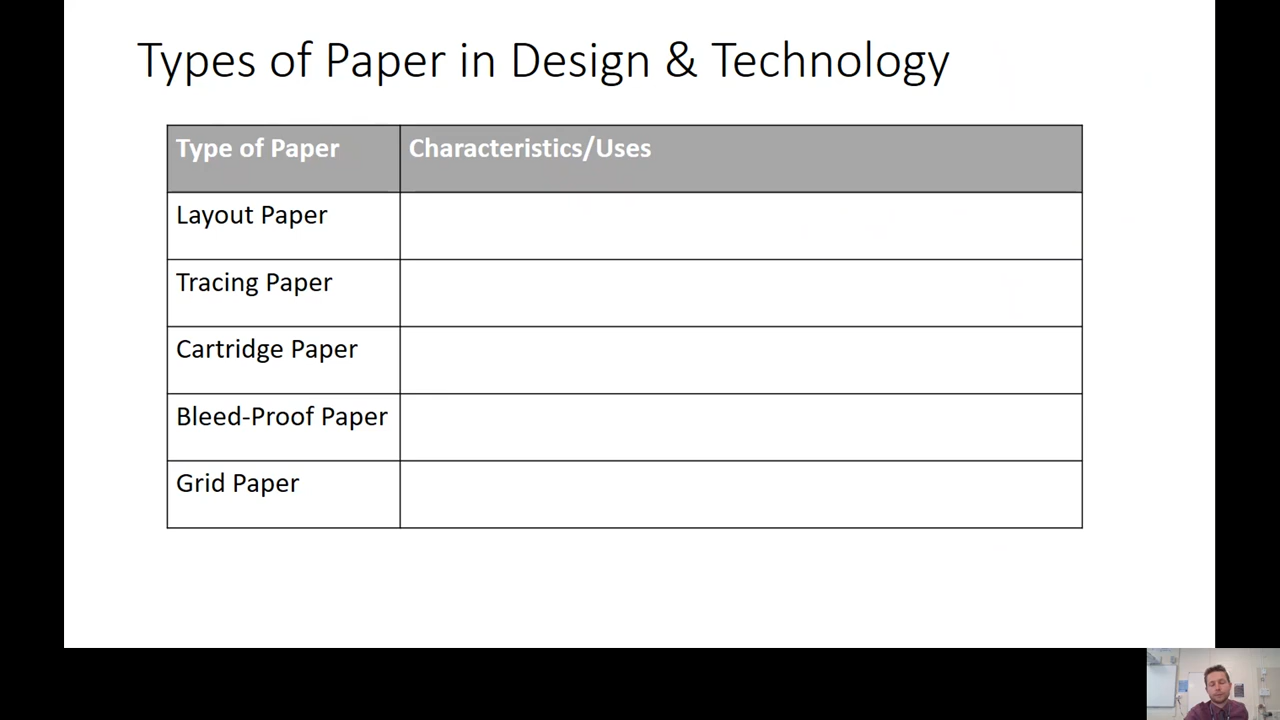 Types of Paper in Design & Technology
Type of Paper
Characteristics/Uses
Layout Paper
Tracing Paper
Cartridge Paper
Bleed-Proof Paper
Grid Paper